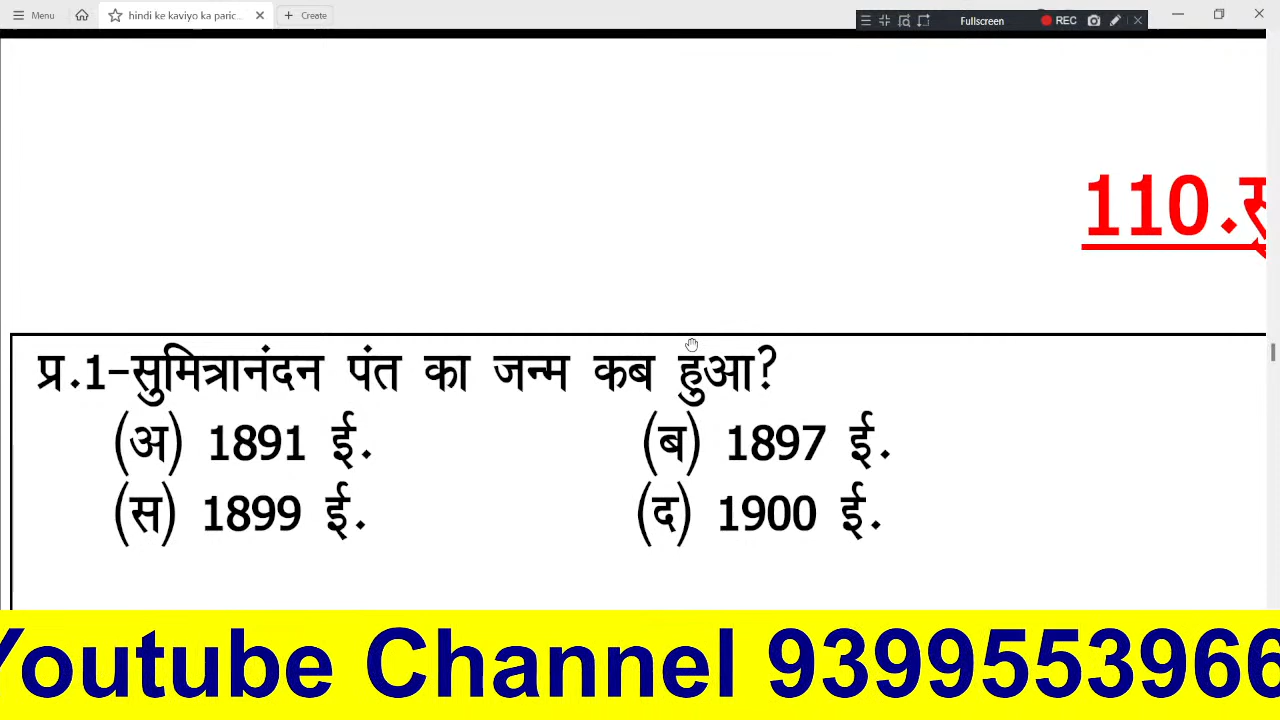 Menu
hindi ke kaviyo ka paric...
Create
Fullscreen
REC
110.सु
प्र.1-सुमित्रानंदन पंत का जन्म कब हुआ?
(अ) 1891 ई. (ब) 1897 ई.
(स) 1899 ई. (द) 1900 ई.
Youtube Channel 9399553966